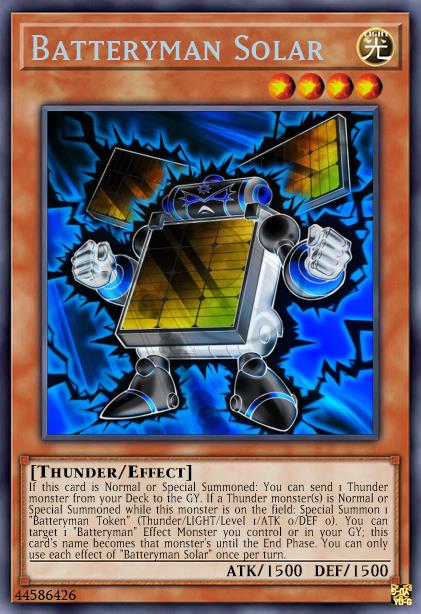 BATTERYMAN SOLAR
LIGHT
光
[THUNDER/EFFECT]
If this card is Normal or Special Summoned: You can send 1 Thunder
monster from your Deck to the GY. If a Thunder monster(s) is Normal or
Special Summoned while this monster is on the field: Special Summon 1
"Batteryman Token" (Thunder/LIGHT/Level 1/ATK 0/DEF 0). You can
target 1 "Batteryman" Effect Monster you control or in your GY; this
card's name becomes that monster's until the End Phase. You can only
use each effect of "Batteryman Solar" once per turn.
ATK/1500 DEF/1500
44586426